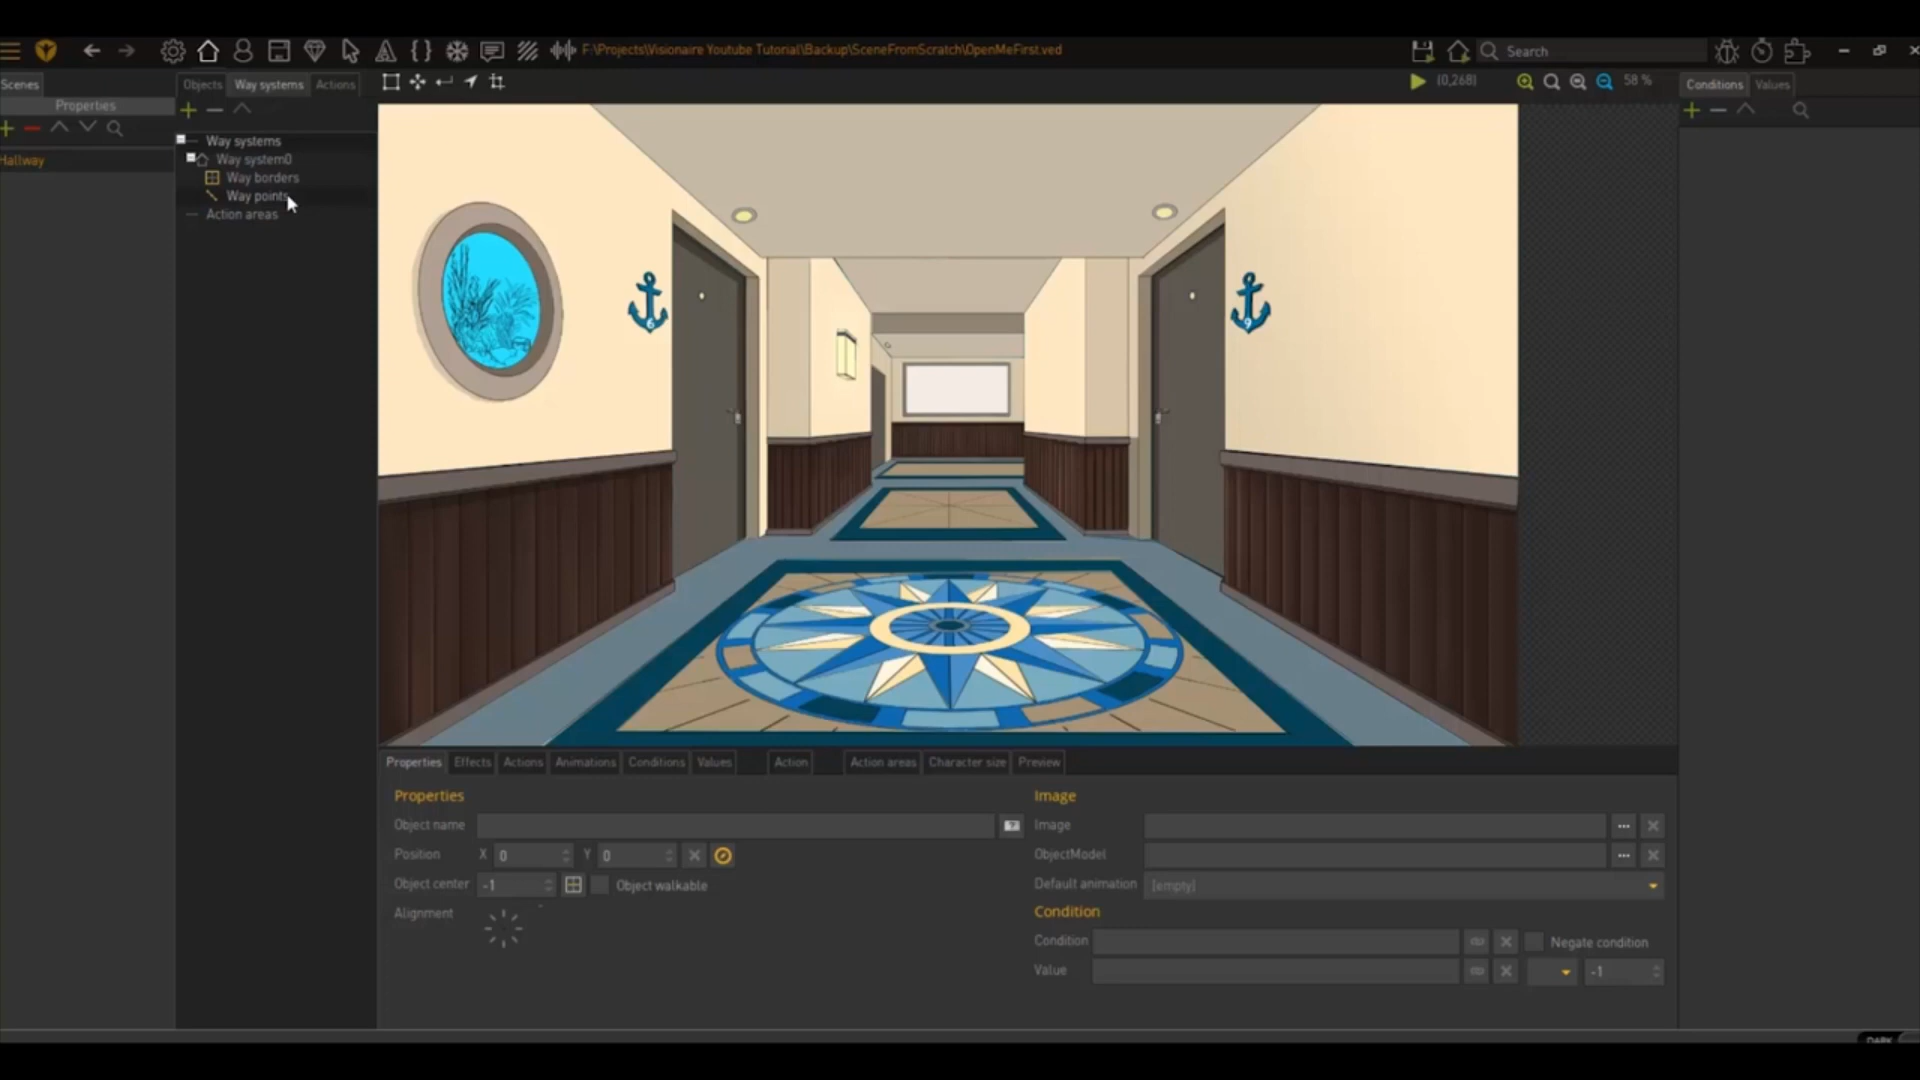 F:\Projects\Visionaire Youtube Tutorial\Backup\SceneFromScratch\OpenMeFirst.ved
Search
Scenes
Objects
Way systems
Actions
(0,268)
58 %
Conditions
Values
Properties
Way systems
Way system0
Hallway
Way borders
Way points
Action areas
6
9
Properties
Effects
Actions
Animations
Conditions
Values
Action
Action areas
Character size
Preview
Properties
Image
Object name
Image
Position
X
0
Y
0
ObjectModel
Object center
-1
Object walkable
Default animation
[empty]
Alignment
Condition
Condition
Negate condition
Value
-1
DARK